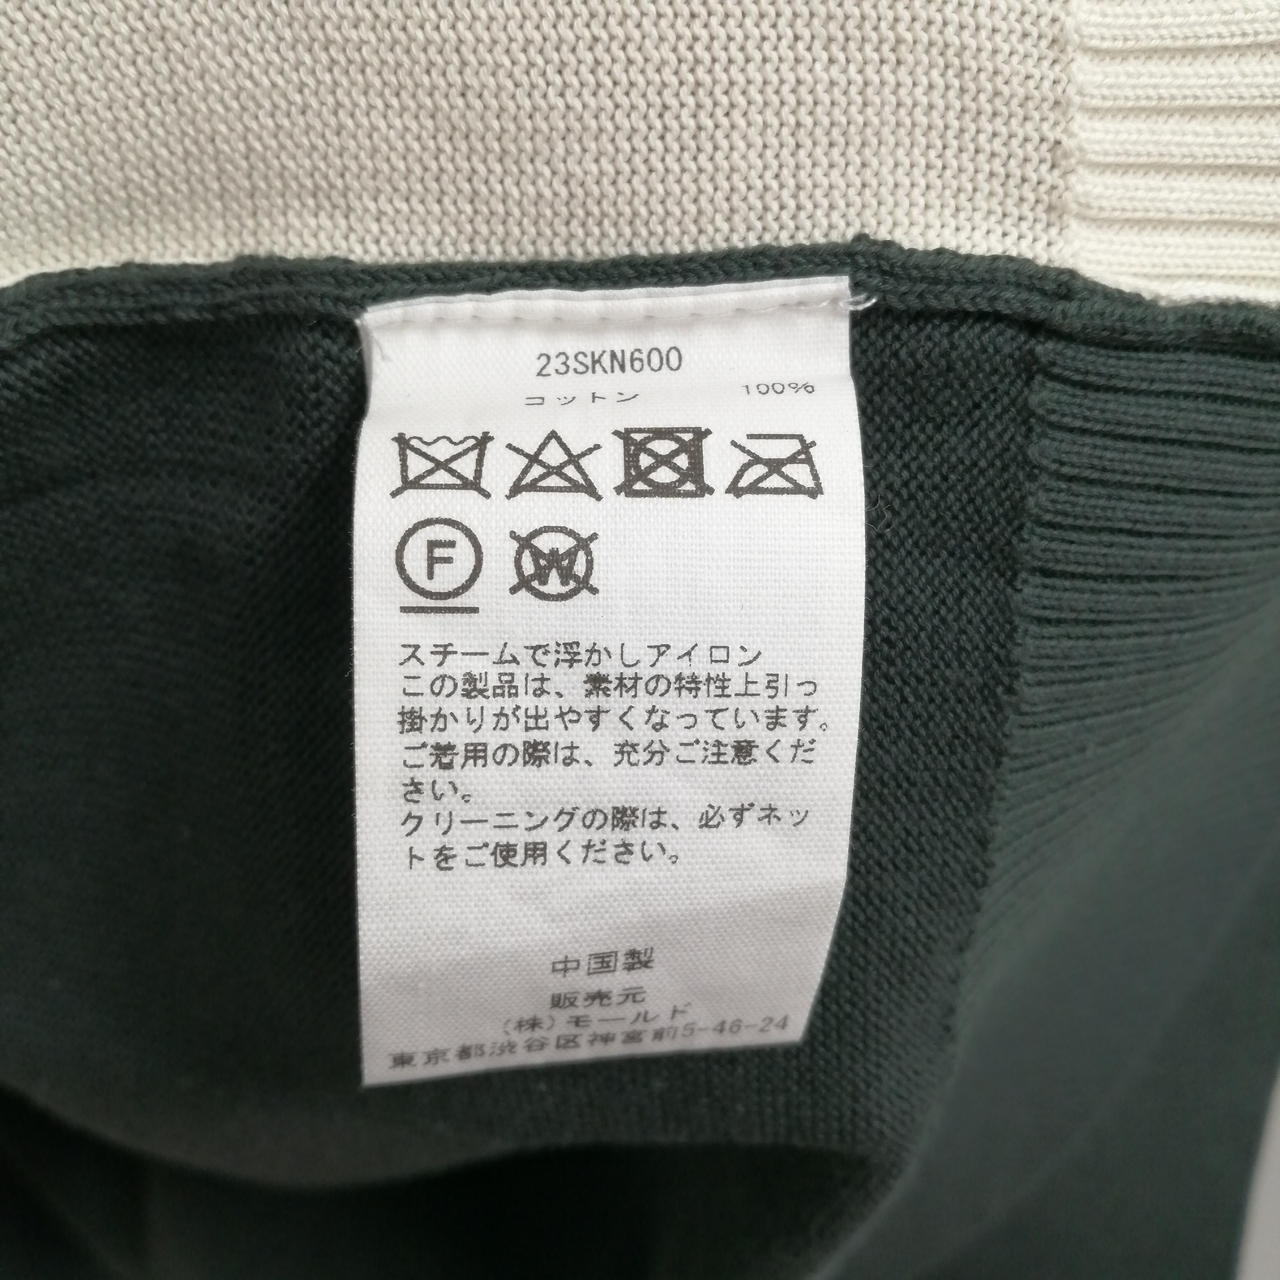 23SKN600
コットン 100%
F W
スチームで浮かしアイロン
この製品は、素材の特性上引っ
掛かりが出やすくなっています。
ご着用の際は、充分ご注意くだ
さい。
クリーニングの際は、必ずネッ
トをご使用ください。
中国製
販売元
(株)モールド
東京都渋谷区神宮前5-46-24